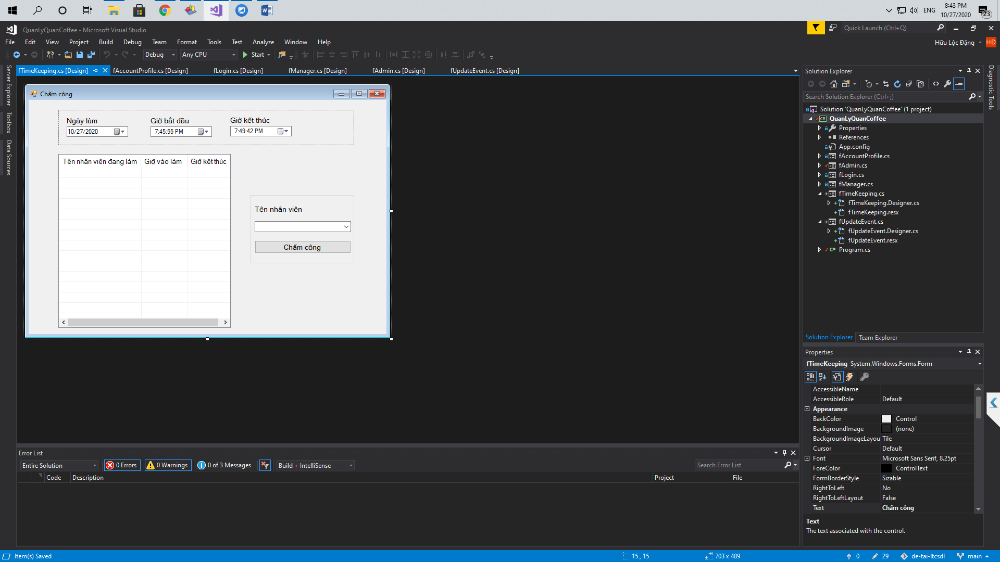 8:43 PM
ENG
10/27/2020
23
QuanLyQuanCoffee - Microsoft Visual Studio
Quick Launch (Ctrl+Q)
File Edit View Project Build Debug Team Format Tools Test Analyze Window Help
Hữu Lộc Đặng HĐ
Debug Any CPU Start
fTimeKeeping.cs [Design] fAccountProfile.cs [Design] fLogin.cs [Design] fManager.cs [Design] fAdmin.cs [Design] fUpdateEvent.cs [Design]
Server Explorer
Toolbox
Data Sources
Chấm công
Ngày làm Giờ bắt đầu Giờ kết thúc
10/27/2020 7:45:55 PM 7:49:42 PM
Tên nhân viên đang làm Giờ vào làm Giờ kết thúc
Tên nhân viên
Chấm công
Solution Explorer
Diagnostic Tools
Search Solution Explorer (Ctrl+;)
Solution 'QuanLyQuanCoffee' (1 project)
QuanLyQuanCoffee
Properties
References
App.config
fAccountProfile.cs
fAdmin.cs
fLogin.cs
fManager.cs
fTimeKeeping.cs
fTimeKeeping.Designer.cs
fTimeKeeping.resx
fUpdateEvent.cs
fUpdateEvent.Designer.cs
fUpdateEvent.resx
C# Program.cs
Solution Explorer Team Explorer
Properties
fTimeKeeping System.Windows.Forms.Form
AccessibleName
AccessibleRole Default
Appearance
BackColor Control
BackgroundImage (none)
BackgroundImageLayou Tile
Cursor Default
Font Microsoft Sans Serif, 8.25pt
ForeColor ControlText
FormBorderStyle Sizable
RightToLeft No
RightToLeftLayout False
Text Chấm công
Text
The text associated with the control.
Error List
Entire Solution 0 Errors 0 Warnings 0 of 3 Messages Build + IntelliSense Search Error List
Code Description Project File
Item(s) Saved 15 , 15 703 x 489 0 29 de-tai-ltcsdl main